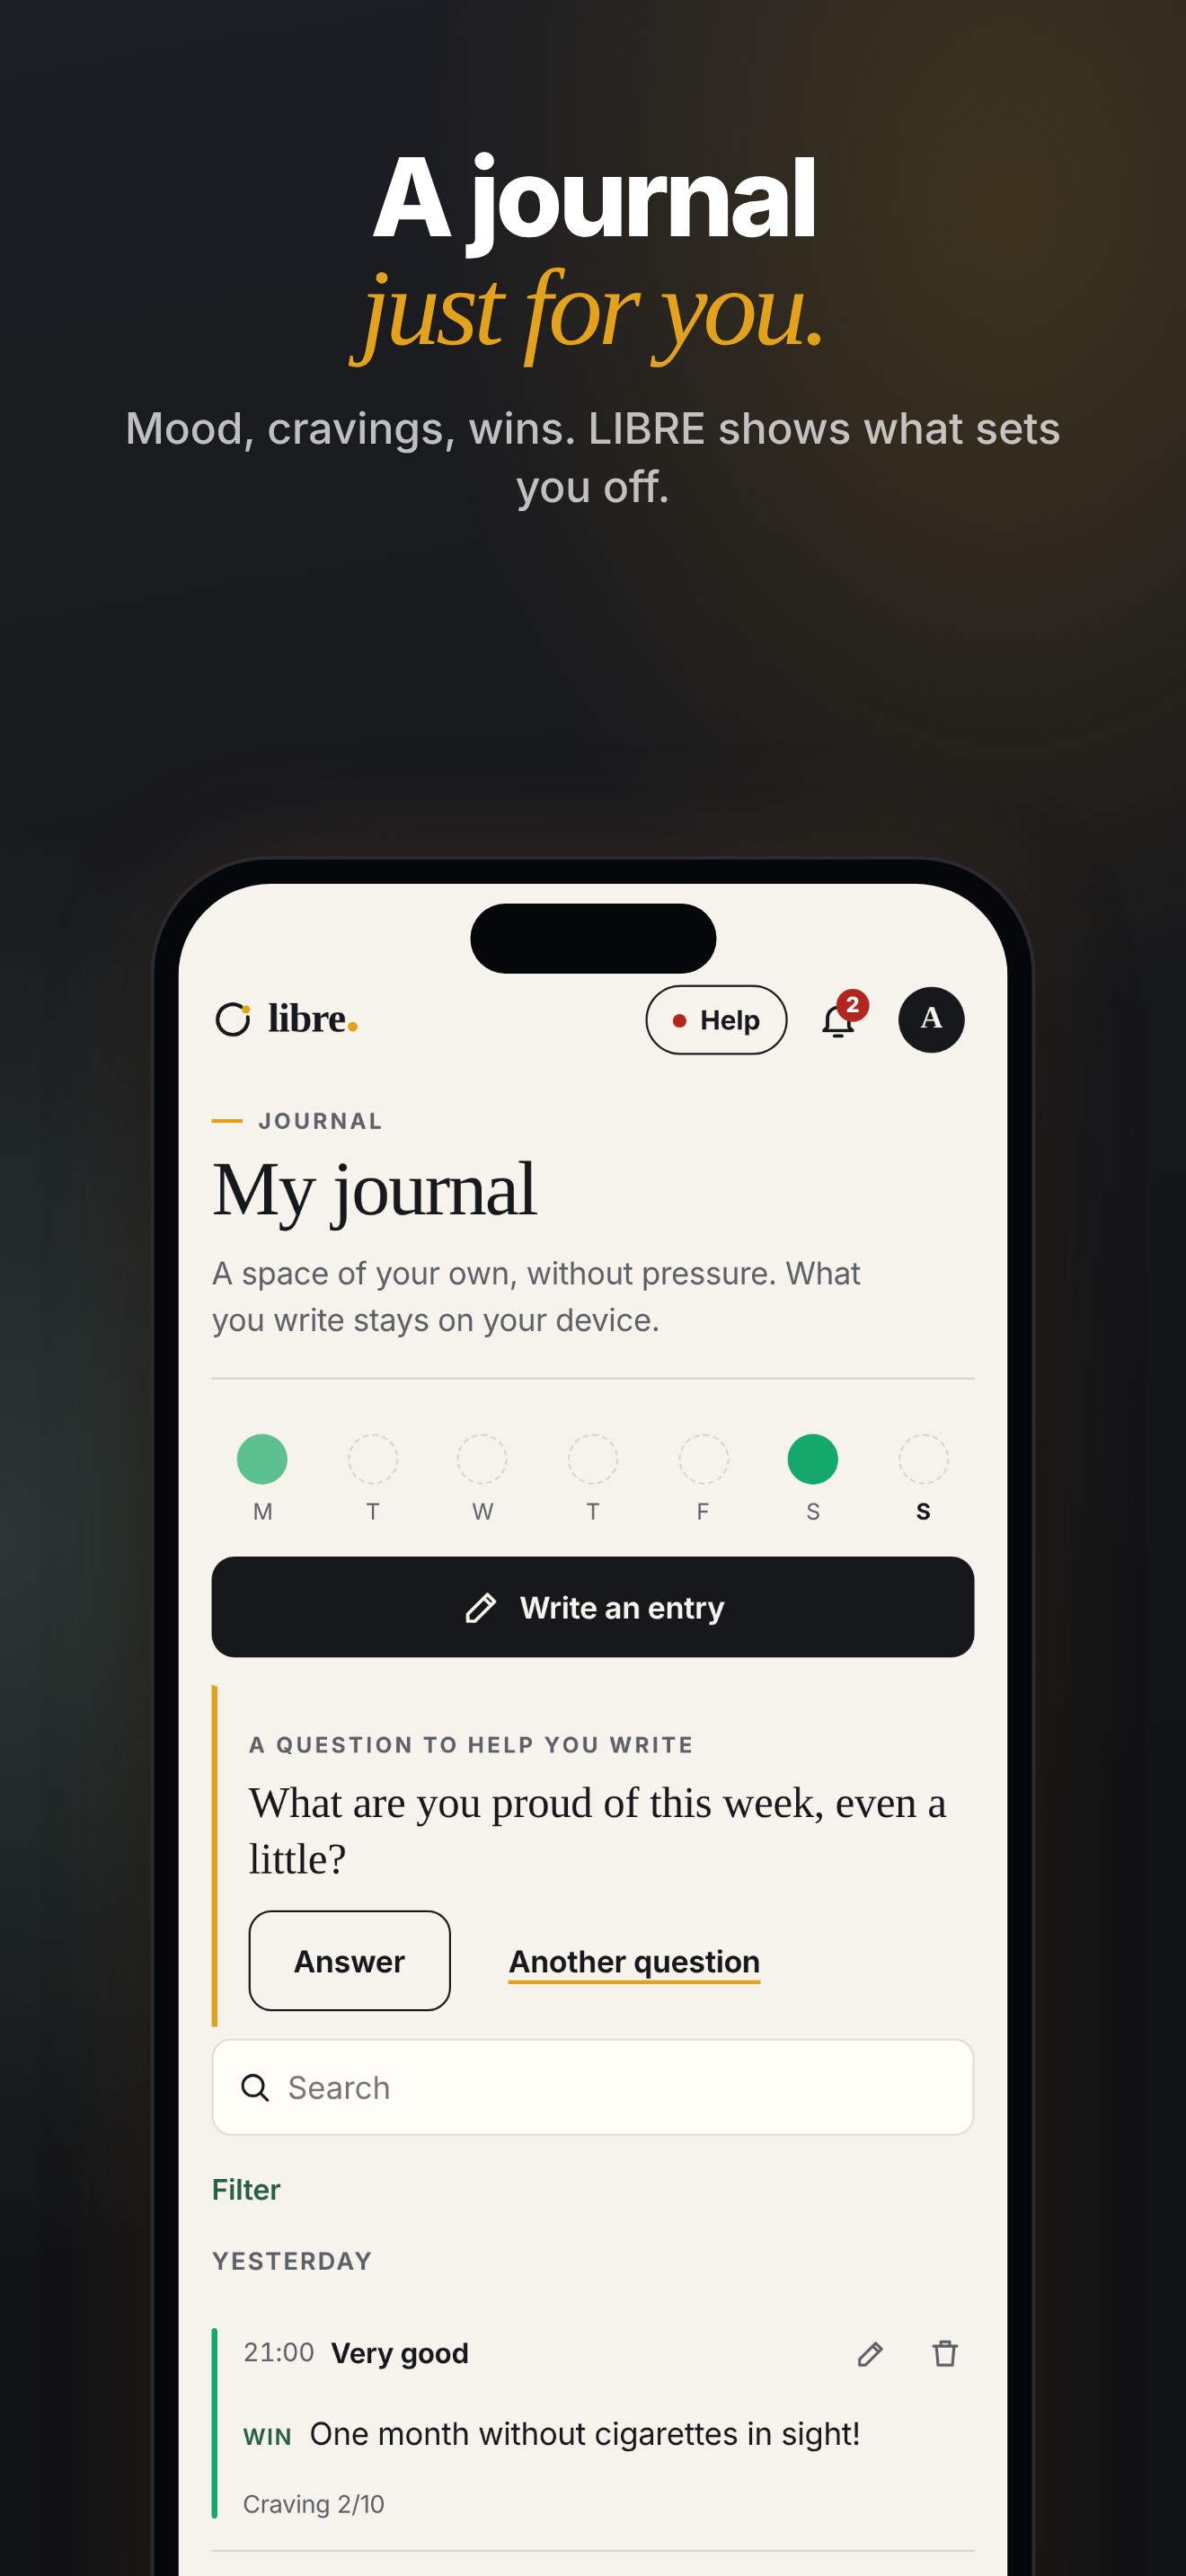 A journal
just for you.
Mood, cravings, wins. LIBRE shows what sets
you off.
libre.
Help
2
A
JOURNAL
My journal
A space of your own, without pressure. What
you write stays on your device.
M T W T F S S
Write an entry
A QUESTION TO HELP YOU WRITE
What are you proud of this week, even a
little?
Answer
Another question
Search
Filter
YESTERDAY
21:00 Very good
WIN One month without cigarettes in sight!
Craving 2/10